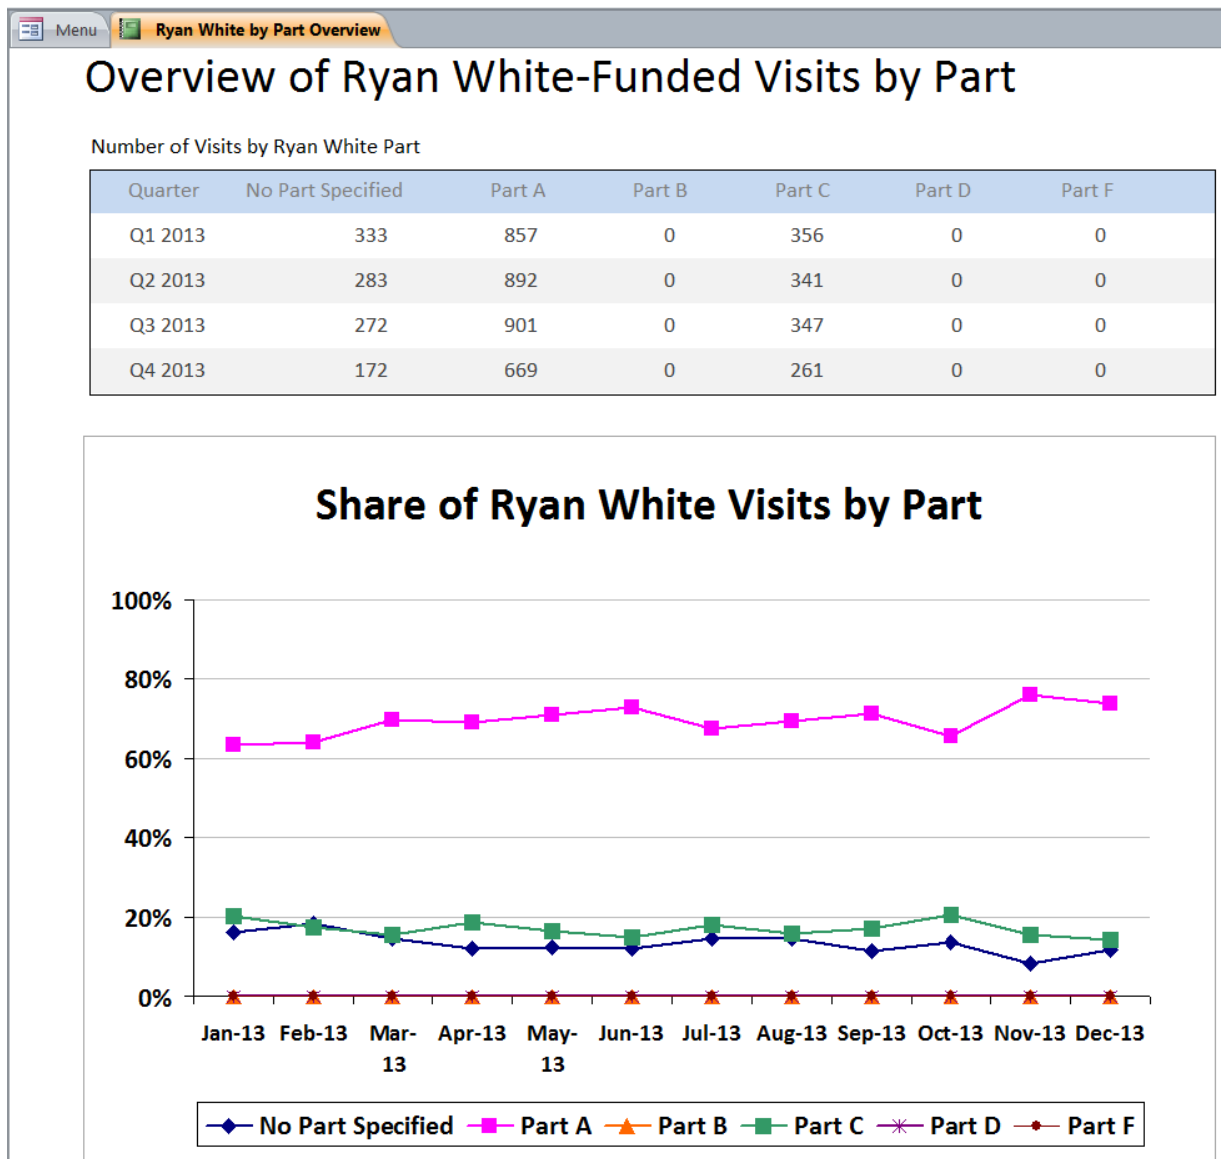 Menu Ryan White by Part Overview
Overview of Ryan White-Funded Visits by Part
Number of Visits by Ryan White Part
Quarter No Part Specified Part A Part B Part C Part D Part F
Q1 2013 333 857 0 356 0 0
Q2 2013 283 892 0 341 0 0
Q3 2013 272 901 0 347 0 0
Q4 2013 172 669 0 261 0 0
Share of Ryan White Visits by Part
100%
80%
60%
40%
20%
0%
Jan-13 Feb-13 Mar-13 Apr-13 May-13 Jun-13 Jul-13 Aug-13 Sep-13 Oct-13 Nov-13 Dec-13
No Part Specified Part A Part B Part C Part D Part F